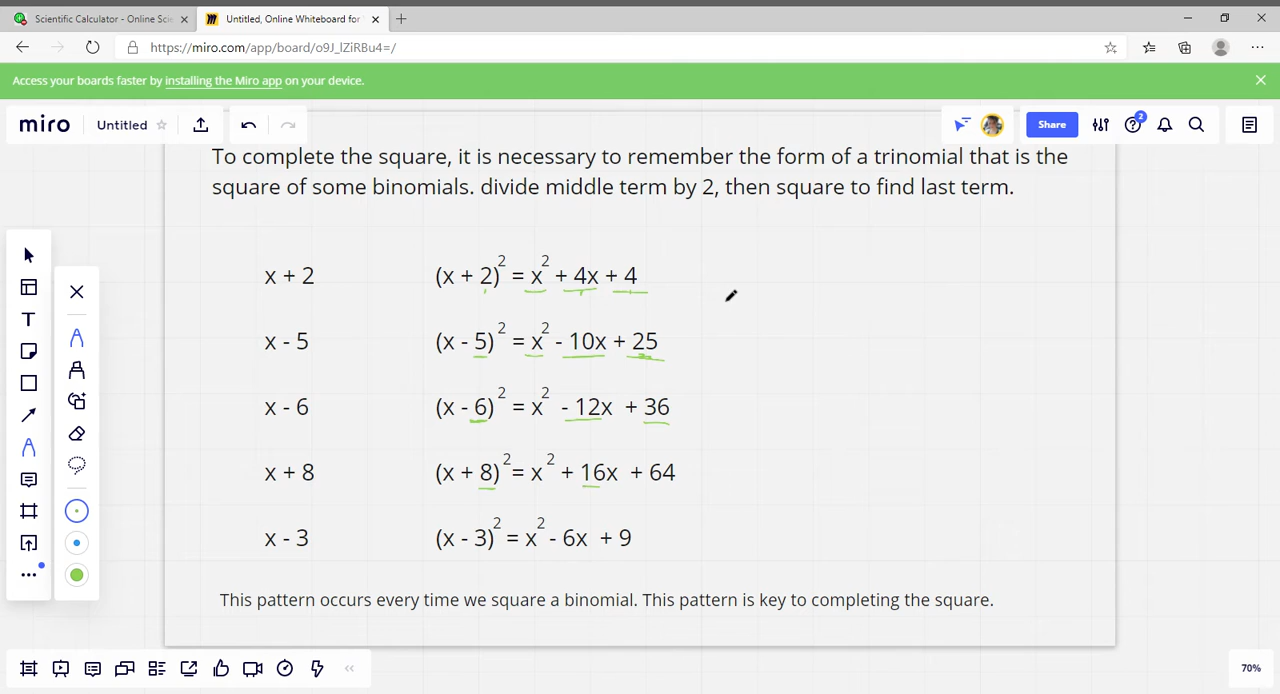 Scientific Calculator - Online Scie
Untitled, Online Whiteboard for
https://miro.com/app/board/o9J_lZiRBu4=/
Access your boards faster by installing the Miro app on your device.
miro Untitled Share 2
To complete the square, it is necessary to remember the form of a trinomial that is the
square of some binomials. divide middle term by 2, then square to find last term.
x + 2 (x + 2)² = x² + 4x + 4
x - 5 (x - 5)² = x² - 10x + 25
x - 6 (x - 6)² = x² - 12x + 36
x + 8 (x + 8)² = x² + 16x + 64
x - 3 (x - 3)² = x² - 6x + 9
This pattern occurs every time we square a binomial. This pattern is key to completing the square.
70%